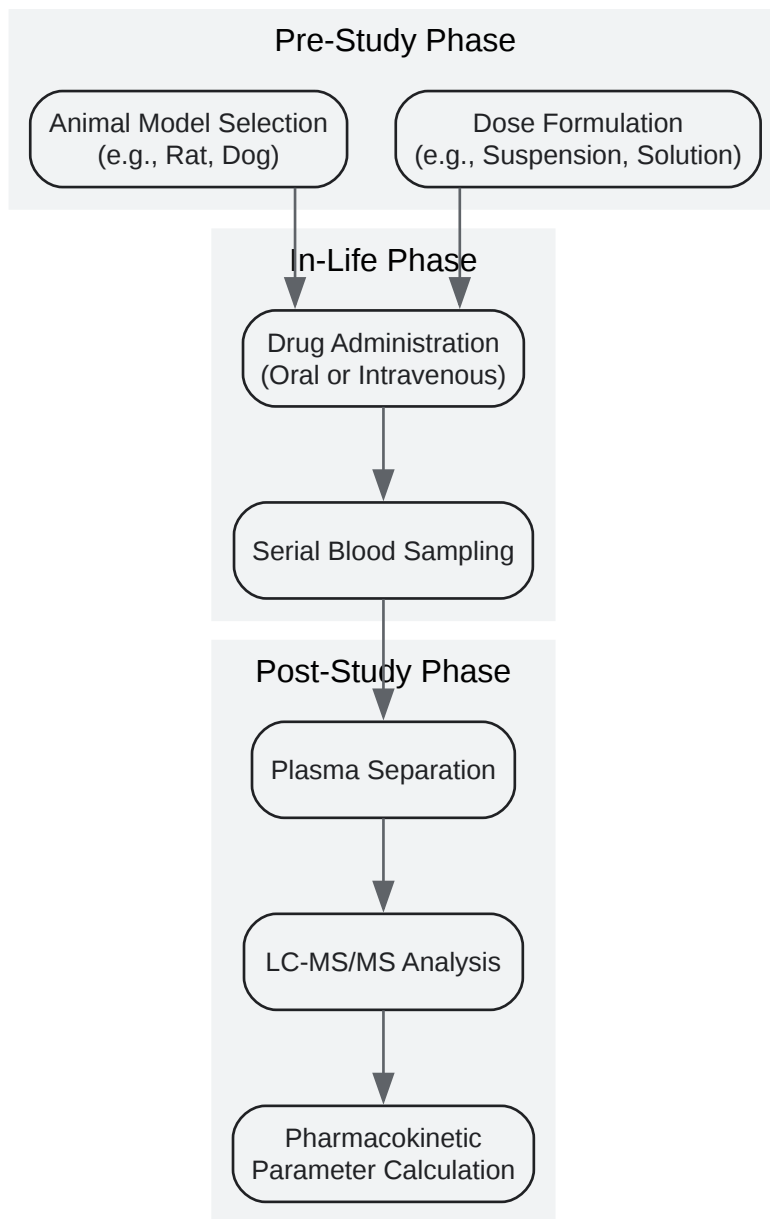 Pre-Study Phase
Animal Model Selection
(e.g., Rat, Dog)
Dose Formulation
(e.g., Suspension, Solution)
In-Life Phase
Drug Administration
(Oral or Intravenous)
Serial Blood Sampling
Post-Study Phase
Plasma Separation
LC-MS/MS Analysis
Pharmacokinetic
Parameter Calculation